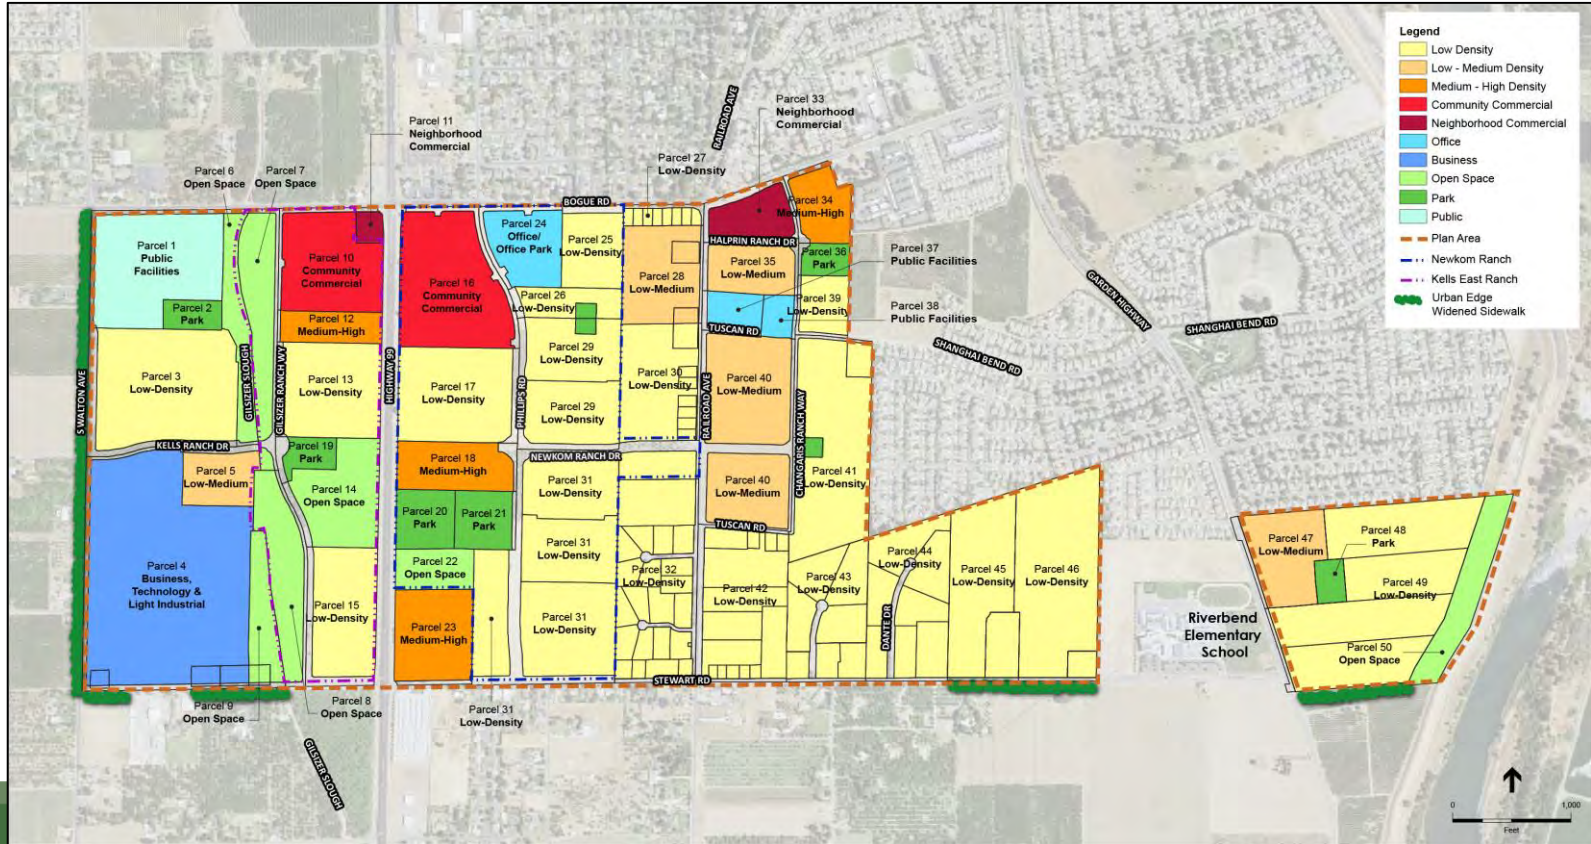 Legend
Low Density
Low - Medium Density
Medium - High Density
Community Commercial
Neighborhood Commercial
Office
Business
Open Space
Park
Public
Plan Area
Newkom Ranch
Kells East Ranch
Urban Edge
Widened Sidewalk
Parcel 11
Neighborhood
Commercial
Parcel 33
Neighborhood
Commercial
RAILROAD AVE
Parcel 27
Low-Density
Parcel 6
Open Space
Parcel 7
Open Space
BOGUE RD
Parcel 1
Public
Facilities
Parcel 2
Park
Parcel 3
Low-Density
S WALTON AVE
GILSIZER SLOUGH
GILSIZER RANCH WY
KELLS RANCH DR
Parcel 5
Low-Medium
Parcel 4
Business,
Technology &
Light Industrial
Parcel 10
Community
Commercial
Parcel 12
Medium-High
Parcel 13
Low-Density
Parcel 19
Park
Parcel 14
Open Space
Parcel 15
Low-Density
HIGHWAY 99
Parcel 16
Community
Commercial
Parcel 17
Low-Density
Parcel 18
Medium-High
Parcel 20
Park
Parcel 21
Park
Parcel 22
Open Space
Parcel 23
Medium-High
PHILLIPS RD
Parcel 24
Office/
Office Park
Parcel 25
Low-Density
Parcel 26
Low-Density
Parcel 29
Low-Density
Parcel 29
Low-Density
NEWKOM RANCH DR
Parcel 31
Low-Density
Parcel 31
Low-Density
Parcel 31
Low-Density
Parcel 28
Low-Medium
Parcel 30
Low-Density
Parcel 32
Low-Density
RAILROAD AVE
HALPRIN RANCH DR
Parcel 34
Medium-High
Parcel 35
Low-Medium
Parcel 36
Park
Parcel 37
Public Facilities
Parcel 38
Public Facilities
Parcel 39
Low-Density
TUSCAN RD
Parcel 40
Low-Medium
Parcel 40
Low-Medium
CHANGARIS RANCH WAY
Parcel 41
Low-Density
TUSCAN RD
Parcel 42
Low-Density
Parcel 43
Low-Density
Parcel 44
Low-Density
DANTE DR
Parcel 45
Low-Density
Parcel 46
Low-Density
STEWART RD
GARDEN HIGHWAY
SHANGHAI BEND RD
SHANGHAI BEND RD
Parcel 47
Low-Medium
Parcel 48
Park
Parcel 49
Low-Density
Parcel 50
Open Space
Riverbend
Elementary
School
Parcel 9
Open Space
Parcel 8
Open Space
Parcel 31
Low-Density
GILSIZER SLOUGH
0 1,000
Feet